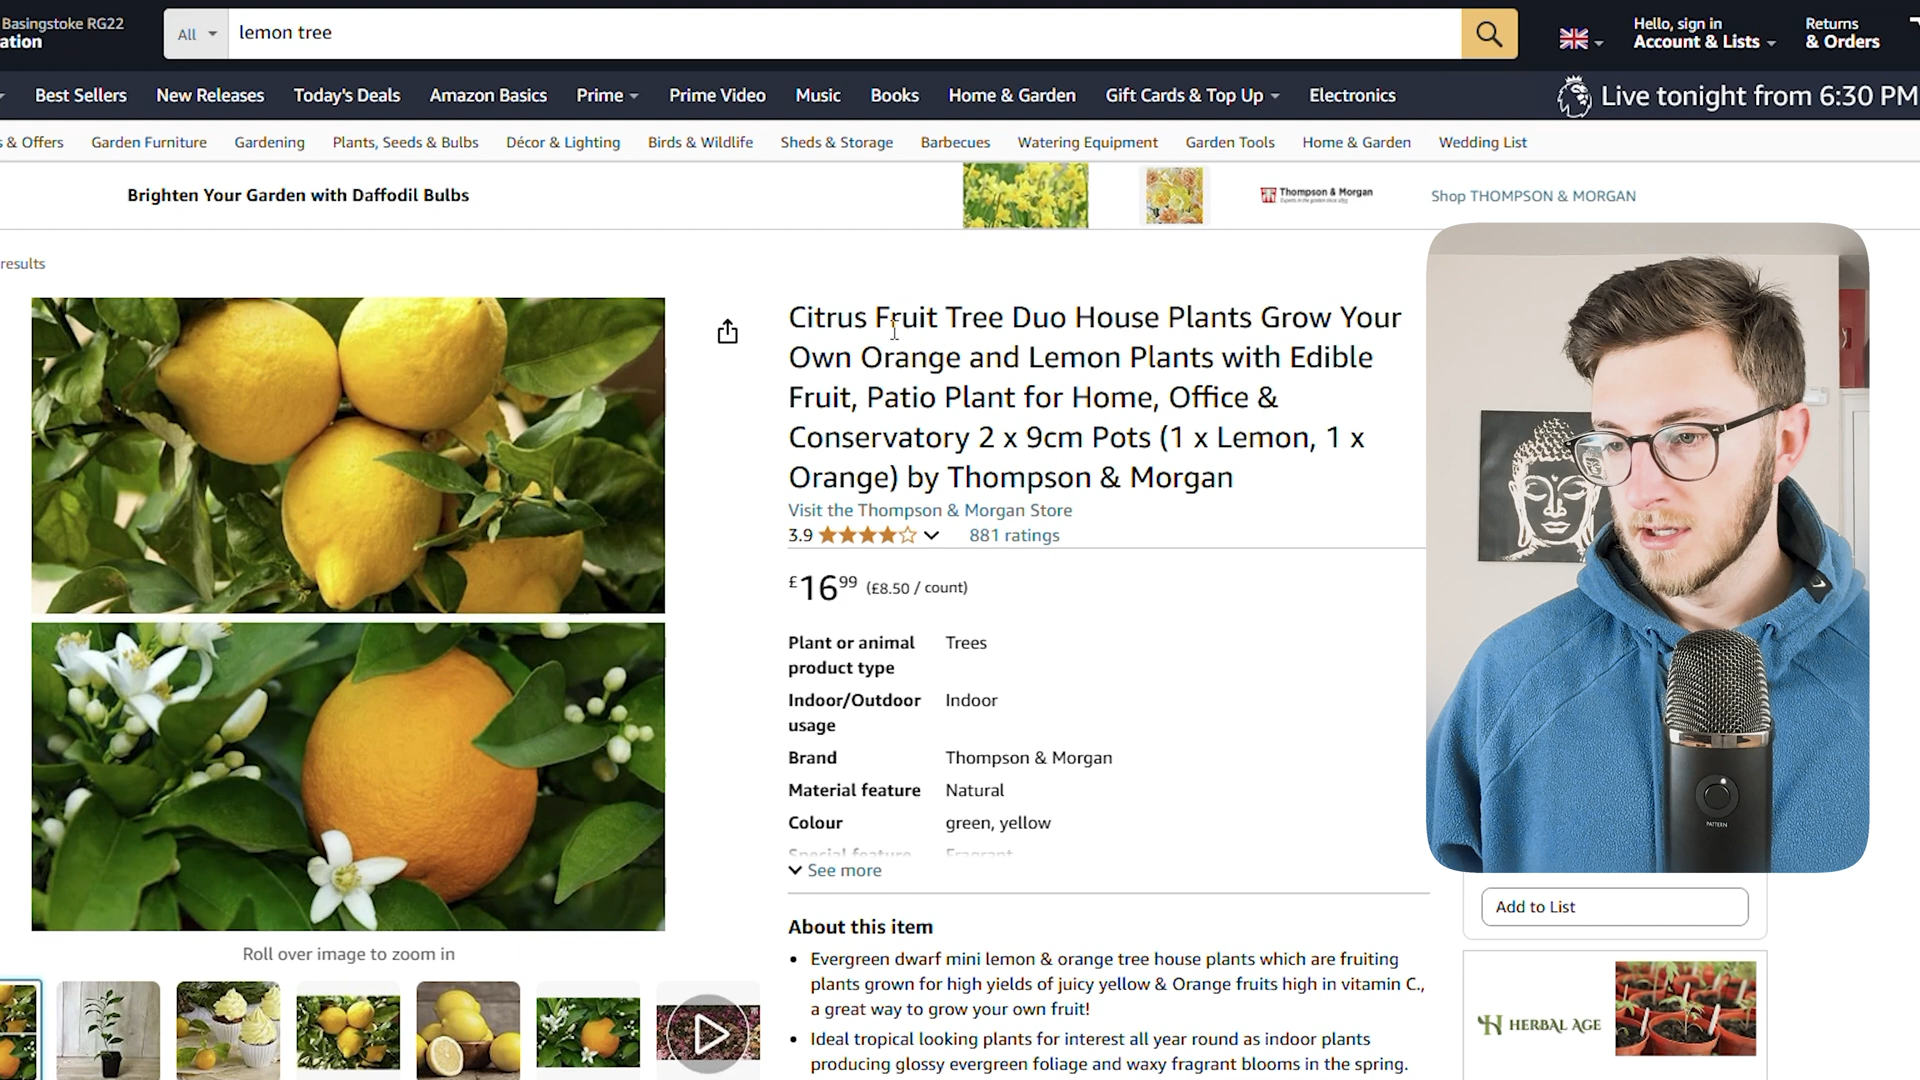 Basingstoke RG22
ation
All
lemon tree
Hello, sign in
Account & Lists
Returns
& Orders
Best Sellers
New Releases
Today's Deals
Amazon Basics
Prime
Prime Video
Music
Books
Home & Garden
Gift Cards & Top Up
Electronics
Live tonight from 6:30 PM
s & Offers
Garden Furniture
Gardening
Plants, Seeds & Bulbs
Décor & Lighting
Birds & Wildlife
Sheds & Storage
Barbecues
Watering Equipment
Garden Tools
Home & Garden
Wedding List
Brighten Your Garden with Daffodil Bulbs
Thompson & Morgan
Experts in the garden since 1855
Shop THOMPSON & MORGAN
results
Citrus Fruit Tree Duo House Plants Grow Your
Own Orange and Lemon Plants with Edible
Fruit, Patio Plant for Home, Office &
Conservatory 2 x 9cm Pots (1 x Lemon, 1 x
Orange) by Thompson & Morgan
Visit the Thompson & Morgan Store
3.9
881 ratings
£16.99 (£8.50 / count)
Plant or animal
product type
Trees
Indoor/Outdoor
usage
Indoor
Brand
Thompson & Morgan
Material feature
Natural
Colour
green, yellow
Special feature
Fragrant
See more
About this item
• Evergreen dwarf mini lemon & orange tree house plants which are fruiting
plants grown for high yields of juicy yellow & Orange fruits high in vitamin C.,
a great way to grow your own fruit!
• Ideal tropical looking plants for interest all year round as indoor plants
producing glossy evergreen foliage and waxy fragrant blooms in the spring.
Roll over image to zoom in
PATTERN
Add to List
HERBAL AGE